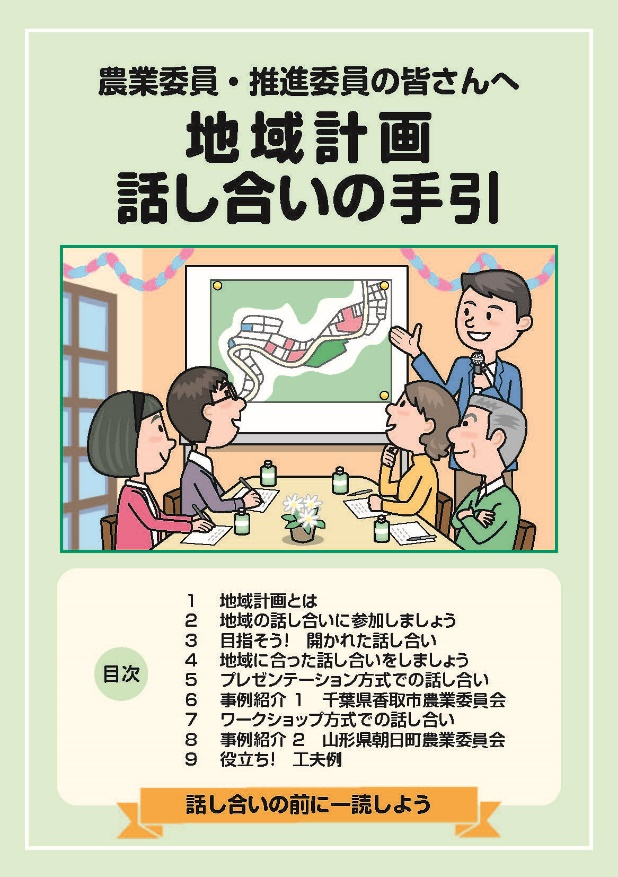 農業委員・推進委員の皆さんへ
地域計画
話し合いの手引
目次
1 地域計画とは
2 地域の話し合いに参加しましょう
3 目指そう! 開かれた話し合い
4 地域に合った話し合いをしましょう
5 プレゼンテーション方式での話し合い
6 事例紹介 1 千葉県香取市農業委員会
7 ワークショップ方式での話し合い
8 事例紹介 2 山形県朝日町農業委員会
9 役立ち! 工夫例
話し合いの前に一読しよう